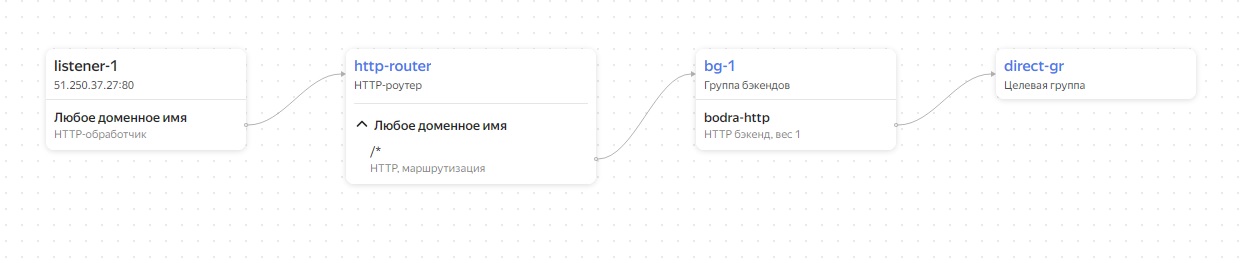 listener-1
51.250.37.27:80
Любое доменное имя
HTTP-обработчик
http-router
HTTP-роутер
Любое доменное имя
/*
HTTP, маршрутизация
bg-1
Группа бэкендов
bodra-http
HTTP бэкенд, вес 1
direct-gr
Целевая группа